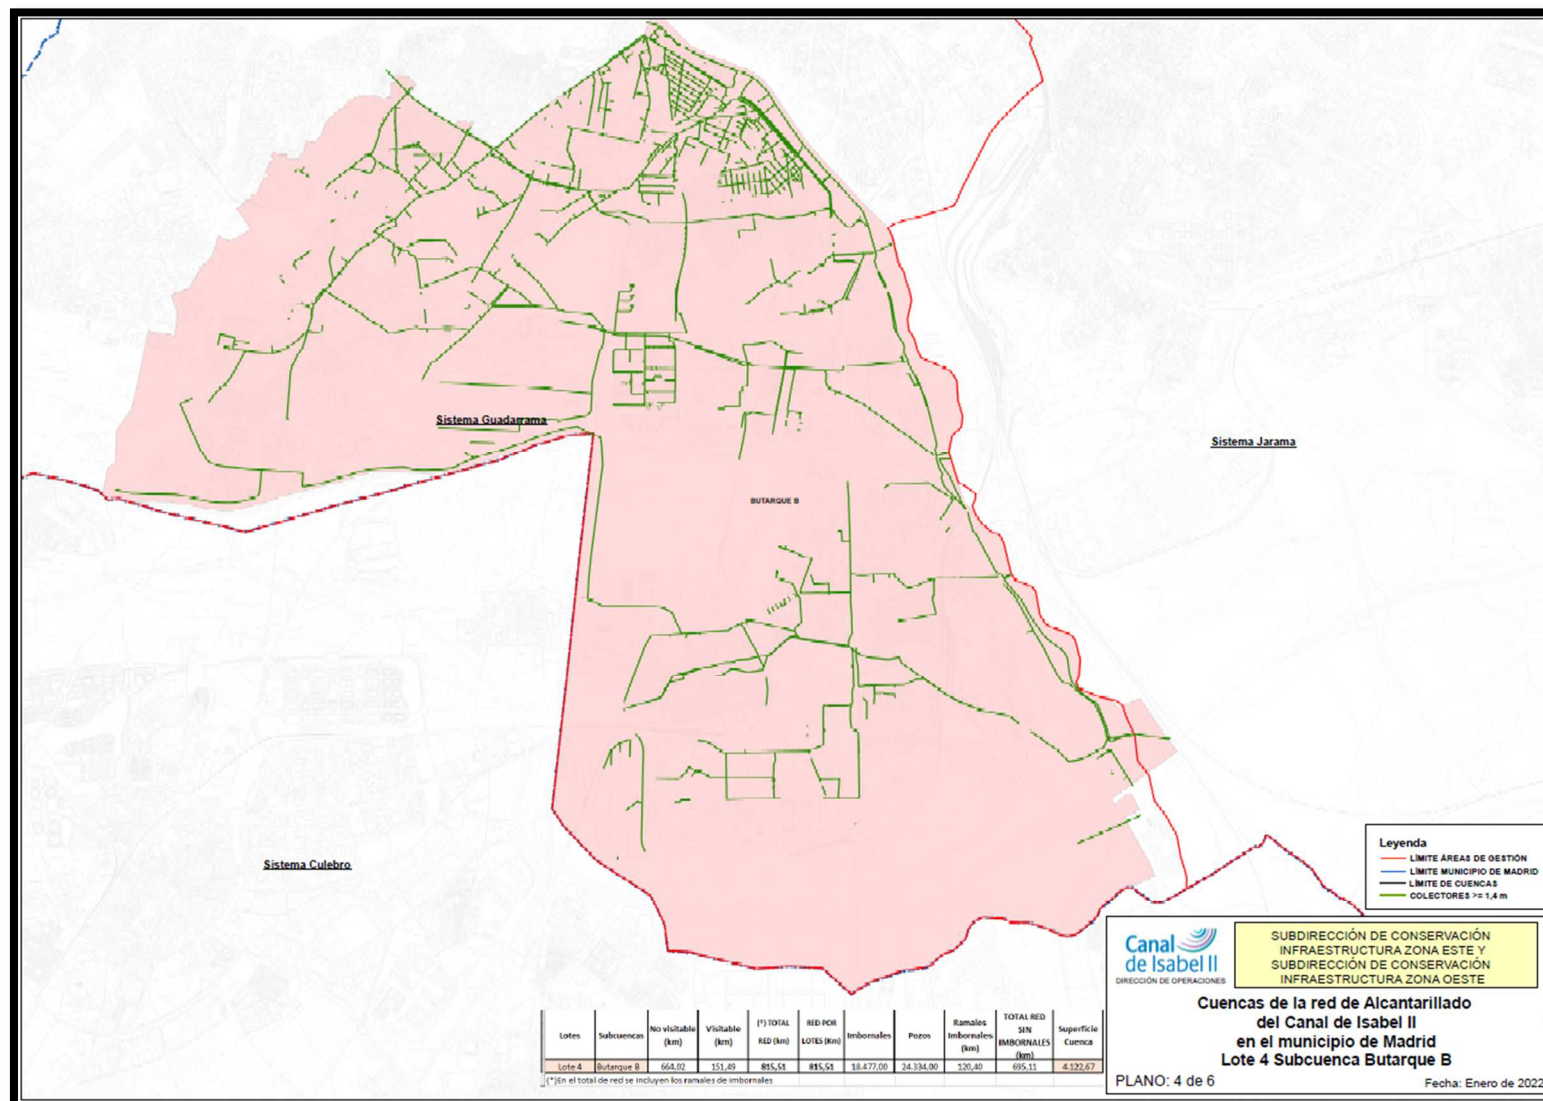 Sistema Guadarrama
Sistema Jarama
BUTARQUE B
Sistema Culebro
Leyenda
LÍMITE ÁREAS DE GESTIÓN
LÍMITE MUNICIPIO DE MADRID
LÍMITE DE CUENCAS
COLECTORES >= 1,4 m
Canal
de Isabel II
DIRECCIÓN DE OPERACIONES
SUBDIRECCIÓN DE CONSERVACIÓN
INFRAESTRUCTURA ZONA ESTE Y
SUBDIRECCIÓN DE CONSERVACIÓN
INFRAESTRUCTURA ZONA OESTE
Cuencas de la red de Alcantarillado
del Canal de Isabel II
en el municipio de Madrid
Lote 4 Subcuenca Butarque B
PLANO: 4 de 6
Fecha: Enero de 2022
Lotes Subcuencas No visitable (km) Visitable (km) (*) TOTAL RED (km) RED POR LOTES (Km) Imbornales Pozos Ramales Imbornales (km) TOTAL RED SIN IMBORNALES (km) Superficie Cuenca
Lote 4 Butarque B 664,02 151,49 815,51 815,51 18.477,00 24.334,00 120,40 695,11 4.122,67
(*)En el total de red se incluyen los ramales de imbornales